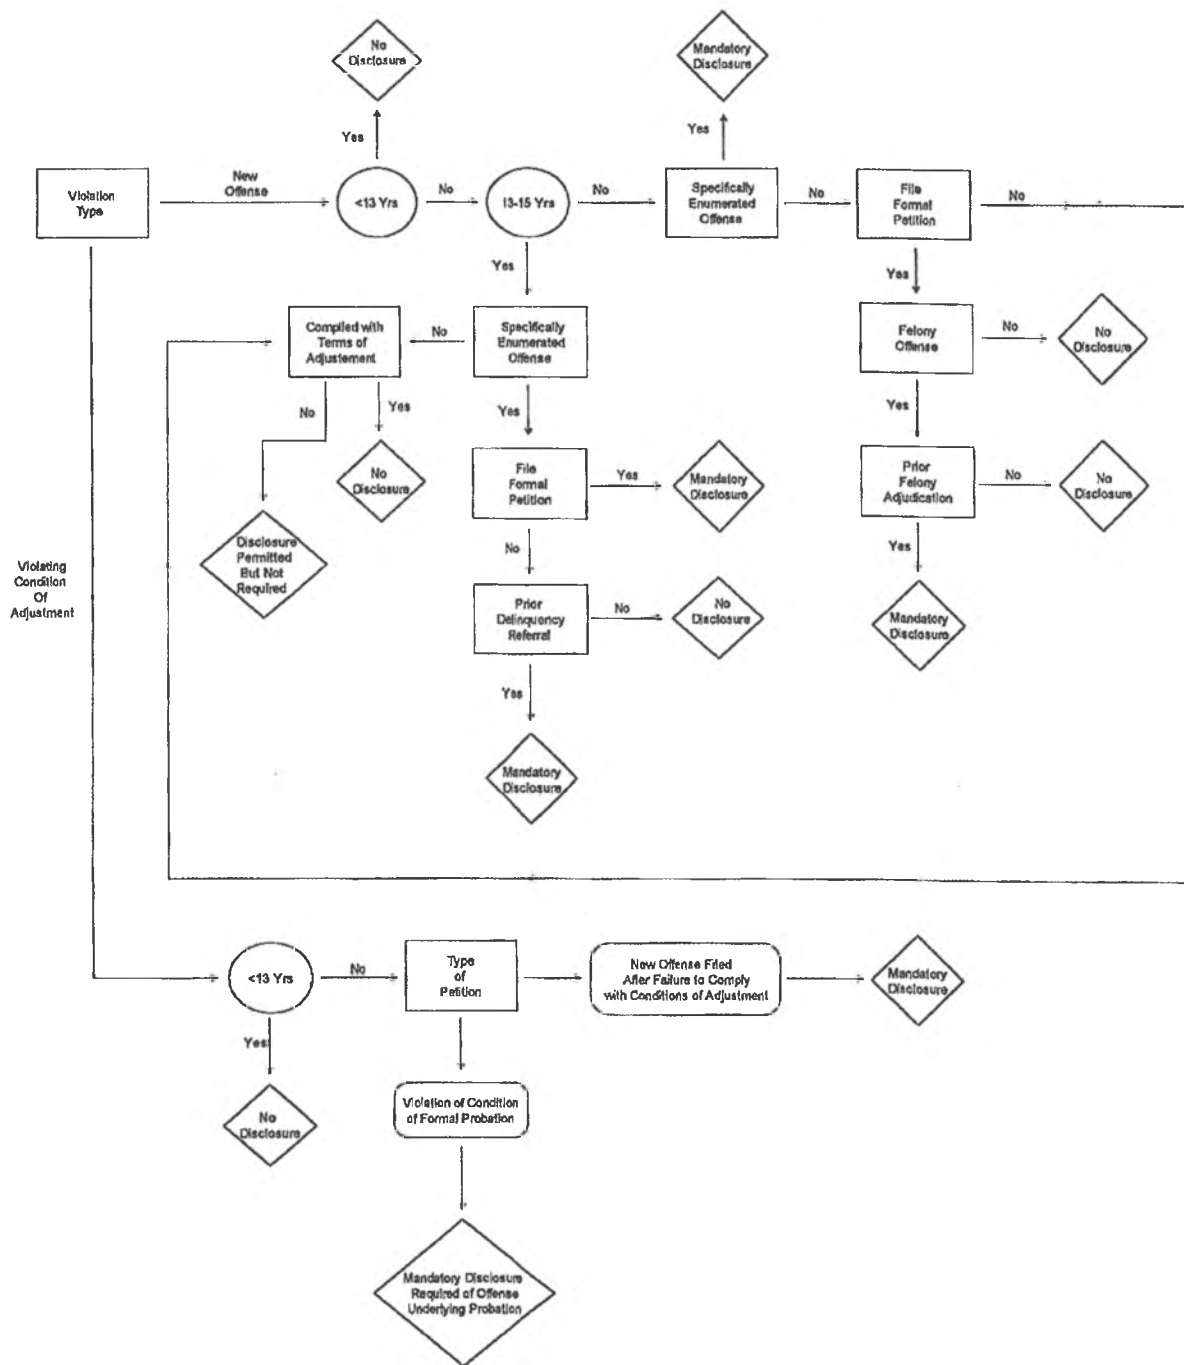 No
Disclosure
Mandatory
Disclosure
Yes
Yes
Violation
Type
New
Offense
<13 Yrs
No
13-15 Yrs
No
Specifically
Enumerated
Offense
No
File
Formal
Petition
No
Yes
Yes
Complied with
Terms of
Adjustement
No
Specifically
Enumerated
Offense
Felony
Offense
No
No
Disclosure
No
Yes
Yes
Yes
No
Disclosure
File
Formal
Petition
Yes
Mandatory
Disclosure
Prior
Felony
Adjudication
No
No
Disclosure
Disclosure
Permitted
But Not
Required
No
Yes
Violating
Condition
Of
Adjustment
Prior
Delinquency
Referral
No
No
Disclosure
Mandatory
Disclosure
Yes
Mandatory
Disclosure
<13 Yrs
No
Type
of
Petition
New Offense Filed
After Failure to Comply
with Conditions of Adjustment
Mandatory
Disclosure
Yes
No
Disclosure
Violation of Condition
of Formal Probation
Mandatory Disclosure
Required of Offense
Underlying Probation